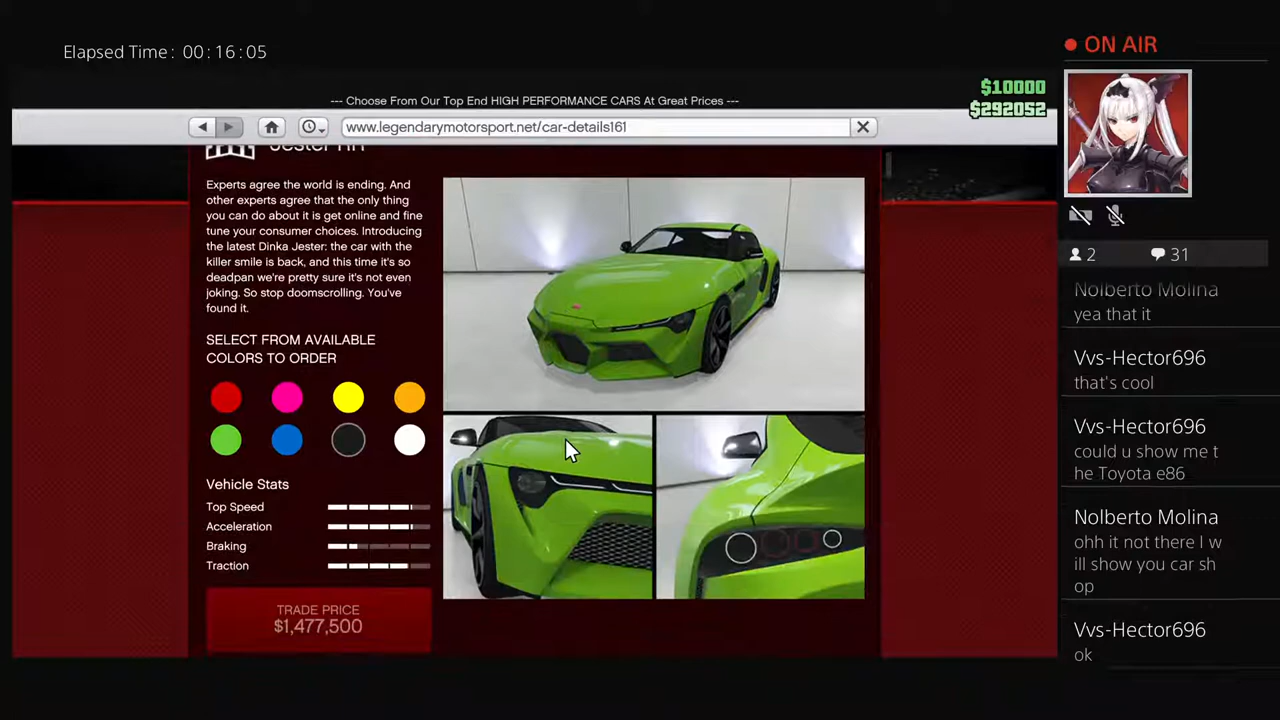 Elapsed Time: 00:16:05
ON AIR
--- Choose From Our Top End HIGH PERFORMANCE CARS At Great Prices ---
$10000
$292052
www.legendarymotorsport.net/car-details161
Jester RR
Experts agree the world is ending. And
other experts agree that the only thing
you can do about it is get online and fine
tune your consumer choices. Introducing
the latest Dinka Jester: the car with the
killer smile is back, and this time it's so
deadpan we're pretty sure it's not even
joking. So stop doomscrolling. You've
found it.
SELECT FROM AVAILABLE
COLORS TO ORDER
Vehicle Stats
Top Speed
Acceleration
Braking
Traction
TRADE PRICE
$1,477,500
2
31
Nolberto Molina
yea that it
Vvs-Hector696
that's cool
Vvs-Hector696
could u show me t
he Toyota e86
Nolberto Molina
ohh it not there I w
ill show you car sh
op
Vvs-Hector696
ok